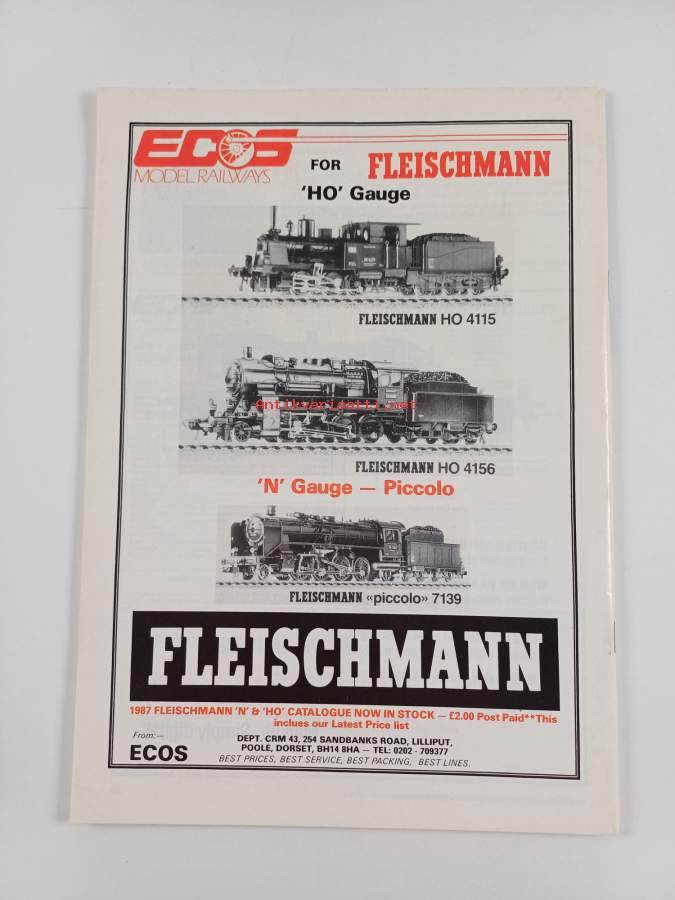 ECOS
MODEL RAILWAYS
FOR FLEISCHMANN
'HO' Gauge
FLEISCHMANN HO 4115
Antikvariaatti.net
FLEISCHMANN HO 4156
'N' Gauge — Piccolo
FLEISCHMANN «piccolo» 7139
FLEISCHMANN
1987 FLEISCHMANN 'N' & 'HO' CATALOGUE NOW IN STOCK — £2.00 Post Paid**This
inclues our Latest Price list
From:—
ECOS
DEPT. CRM 43, 254 SANDBANKS ROAD, LILLIPUT,
POOLE, DORSET, BH14 8HA — TEL: 0202 - 709377
BEST PRICES, BEST SERVICE, BEST PACKING, BEST LINES.